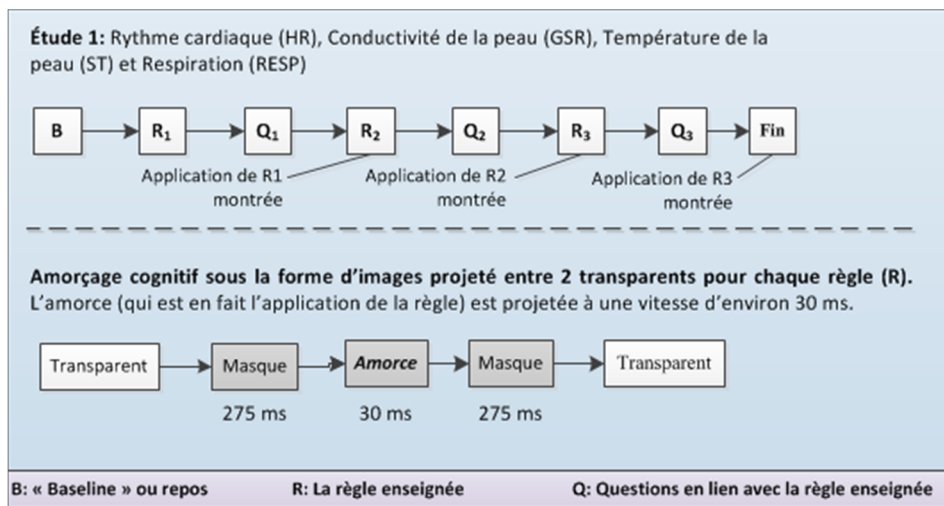 Étude 1: Rythme cardiaque (HR), Conductivité de la peau (GSR), Température de la
peau (ST) et Respiration (RESP)
B R₁ Q₁ R₂ Q₂ R₃ Q₃ Fin
Application de R1 Application de R2 Application de R3
montrée montrée montrée
Amorçage cognitif sous la forme d'images projeté entre 2 transparents pour chaque règle (R).
L'amorce (qui est en fait l'application de la règle) est projetée à une vitesse d'environ 30 ms.
Transparent Masque Amorce Masque Transparent
275 ms 30 ms 275 ms
B: « Baseline » ou repos R: La règle enseignée Q: Questions en lien avec la règle enseignée